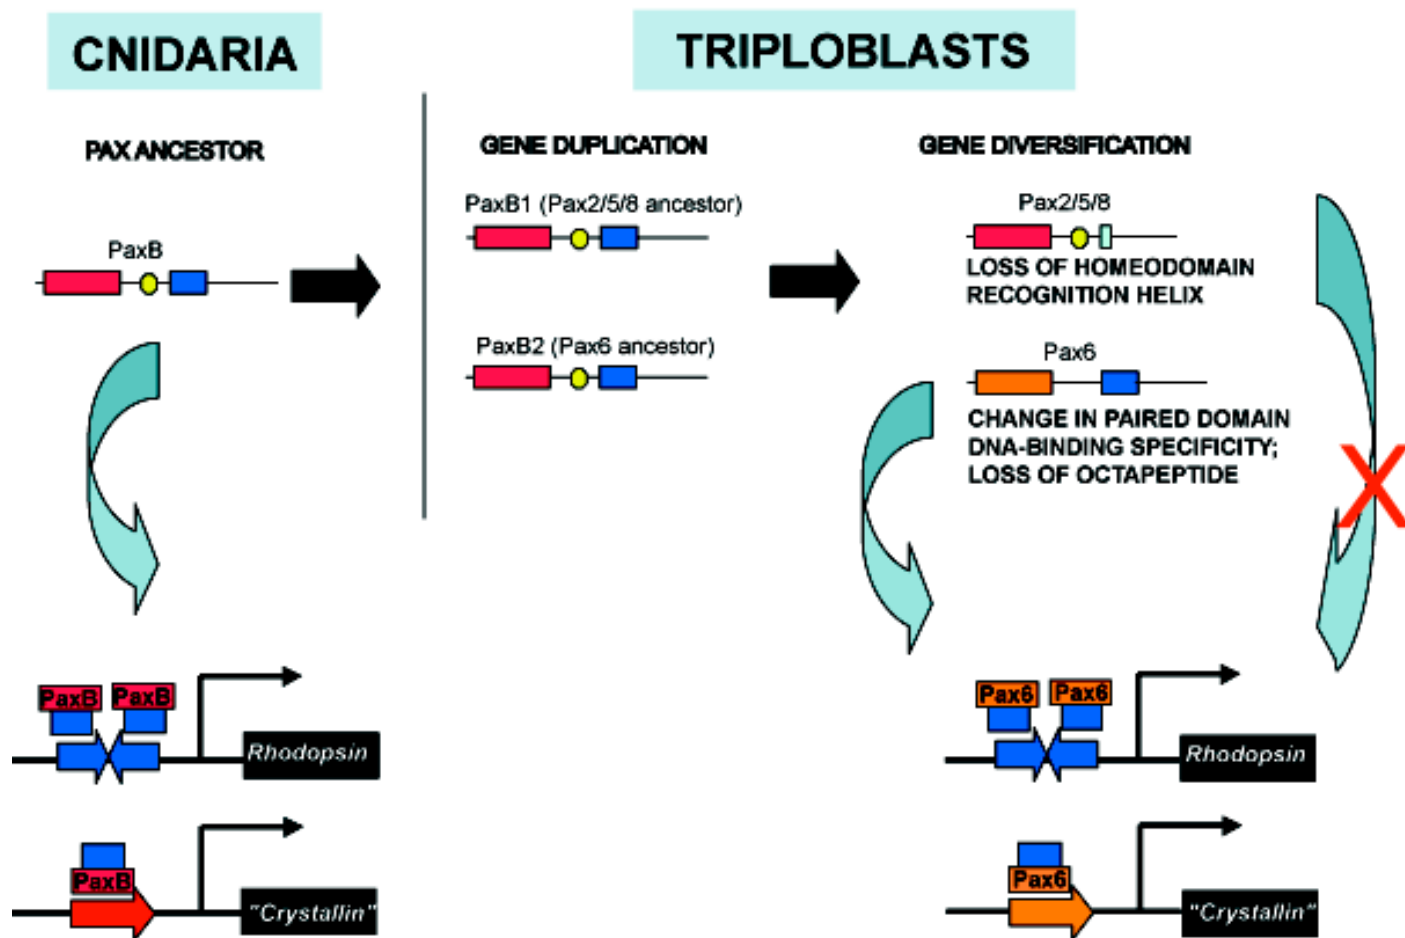 CNIDARIA
TRIPLOBLASTS
PAX ANCESTOR
GENE DUPLICATION
GENE DIVERSIFICATION
PaxB
PaxB1 (Pax2/5/8 ancestor)
PaxB2 (Pax6 ancestor)
Pax2/5/8
LOSS OF HOMEODOMAIN
RECOGNITION HELIX
Pax6
CHANGE IN PAIRED DOMAIN
DNA-BINDING SPECIFICITY;
LOSS OF OCTAPEPTIDE
X
PaxB PaxB
Rhodopsin
PaxB
"Crystallin"
Pax6 Pax6
Rhodopsin
Pax6
"Crystallin"